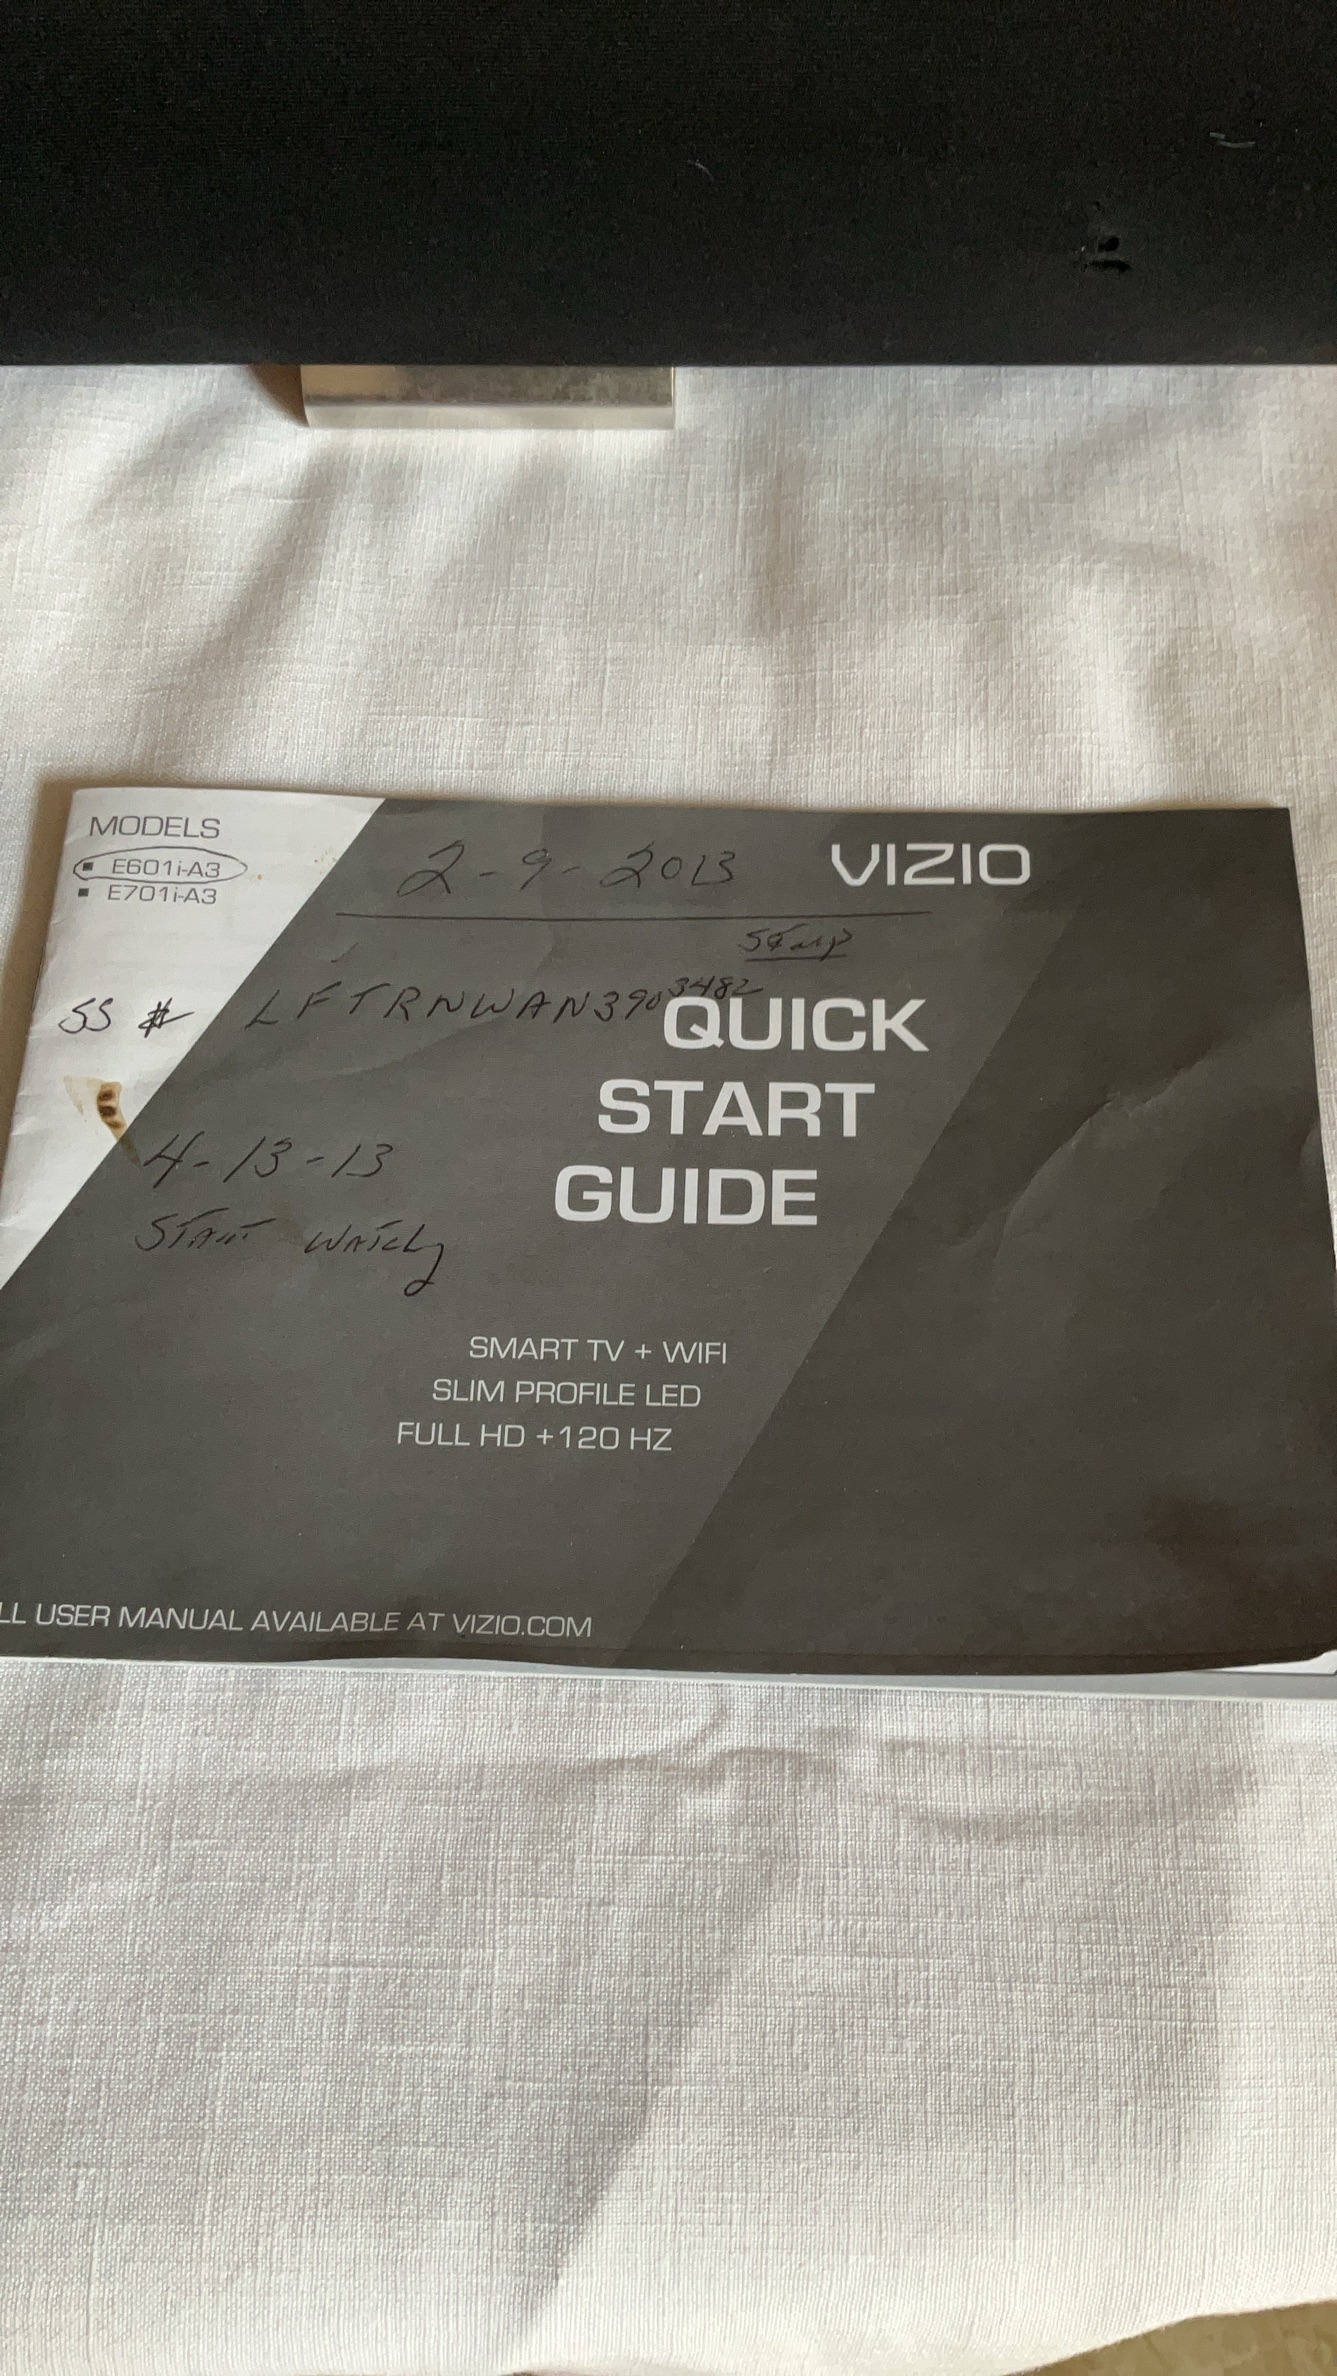 MODELS
▪ E601i-A3
▪ E701i-A3
2-9-2013
VIZIO
SS # LFTRNWAN3903482
QUICK
START
GUIDE
4-13-13
START WATCHG
SMART TV + WIFI
SLIM PROFILE LED
FULL HD +120 HZ
LL USER MANUAL AVAILABLE AT VIZIO.COM